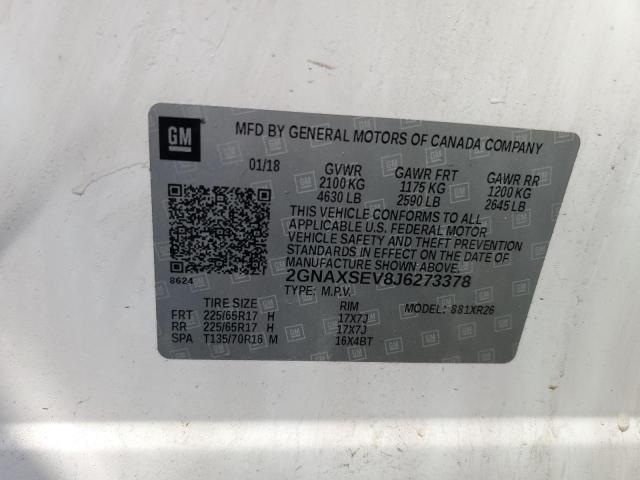 GM MFD BY GENERAL MOTORS OF CANADA COMPANY
01/18 GVWR GAWR FRT GAWR RR
2100 KG 1175 KG 1200 KG
4630 LB 2590 LB 2645 LB
THIS VEHICLE CONFORMS TO ALL
APPLICABLE U.S. FEDERAL MOTOR
VEHICLE SAFETY AND THEFT PREVENTION
STANDARDS IN EFFECT ON THE DATE OF
MANUFACTURE SHOWN ABOVE.
8624 2GNAXSEV8J6273378
TYPE: M.P.V. MODEL: 881XR26
TIRE SIZE RIM
FRT 225/65R17 H 17X7J
RR 225/65R17 H 17X7J
SPA T135/70R16 M 16X4BT